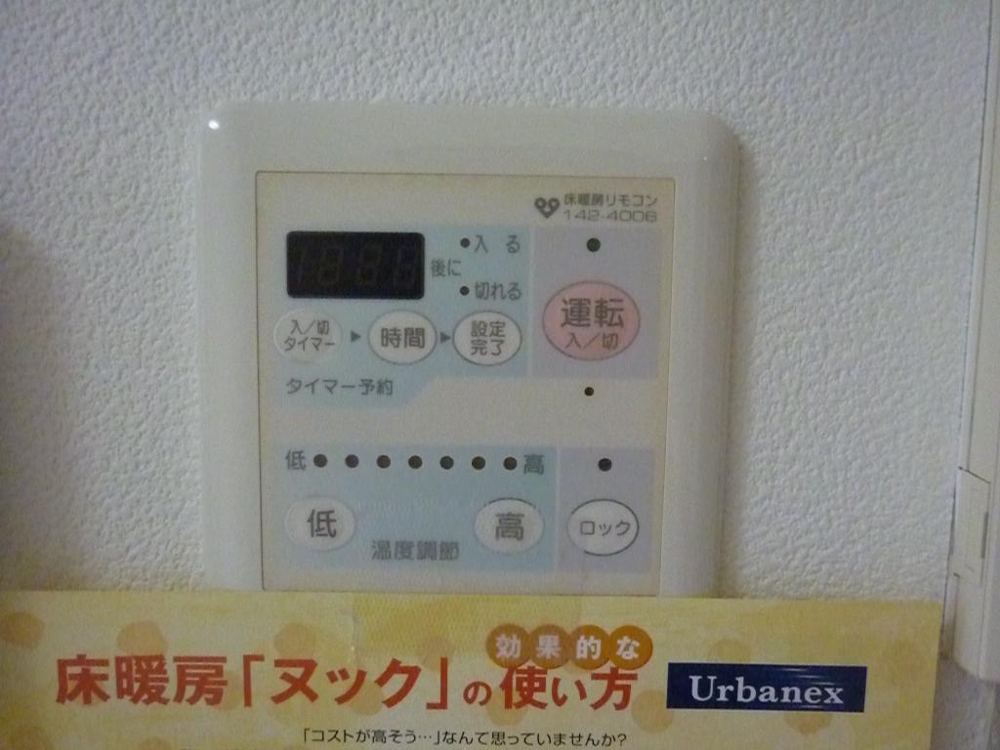 床暖房リモコン
142-4006
入る
後に
切れる
運転
入／切
入／切
タイマー
時間
設定
完了
タイマー予約
低
高
低
高
ロック
温度調節
効果的な
床暖房「ヌック」の使い方
Urbanex
「コストが高そう…」なんて思っていませんか?